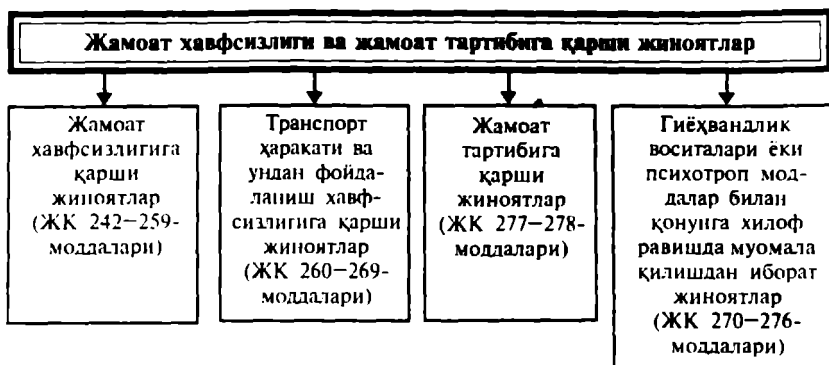 Жамоат хавфсизлиги ва жамоат тартибига қарши жиноятлар
Жамоат
хавфсизлигига
қарши
жиноятлар
(ЖК 242—259-
моддалари)
Транспорт
ҳаракати ва
ундан фойда-
ланиш хавф-
сизлигига қарши
жиноятлар
(ЖК 260—269-
моддалари)
Жамоат
тартибига
қарши
жиноятлар
(ЖК 277—278-
моддалари)
Гиёҳвандлик
воситалари ёки
психотроп мод-
далар билан
қонунга хилоф
равишда муомала
қилишдан иборат
жиноятлар
(ЖК 270—276-
моддалари)